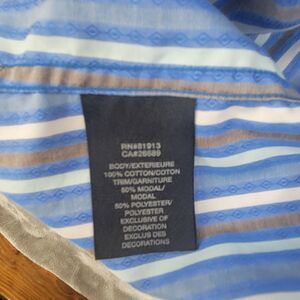 RN#81913
CA#26589
BODY/EXTERIEURE
100% COTTON/COTON
TRIM/GARNITURE
50% MODAL/
MODAL
50% POLYESTER/
POLYESTER
EXCLUSIVE OF
DECORATION
EXCLUS DES
DECORATIONS